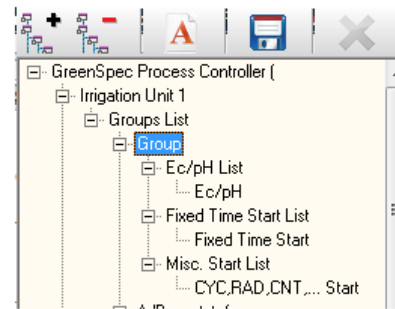 A
GreenSpec Process Controller (
Irrigation Unit 1
Groups List
Group
Ec/pH List
Ec/pH
Fixed Time Start List
Fixed Time Start
Misc. Start List
CYC,RAD,CNT,... Start